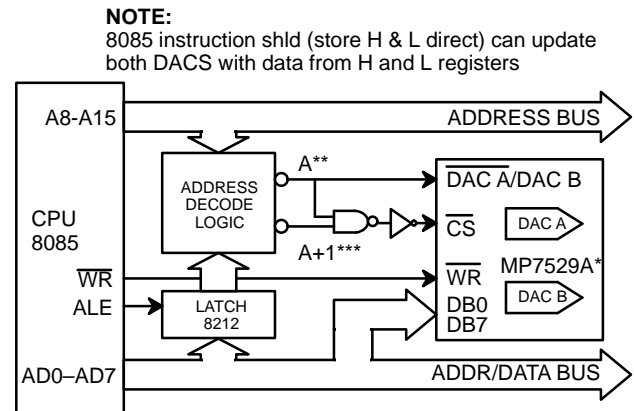 NOTE:
8085 instruction shld (store H & L direct) can update
both DACS with data from H and L registers
A8-A15
ADDRESS BUS
A**
ADDRESS
DECODE
LOGIC
DAC A/DAC B
CPU
8085
CS
DAC A
A+1***
WR
WR
MP7529A*
ALE
LATCH
8212
DB0
DB7
DAC B
AD0–AD7
ADDR/DATA BUS